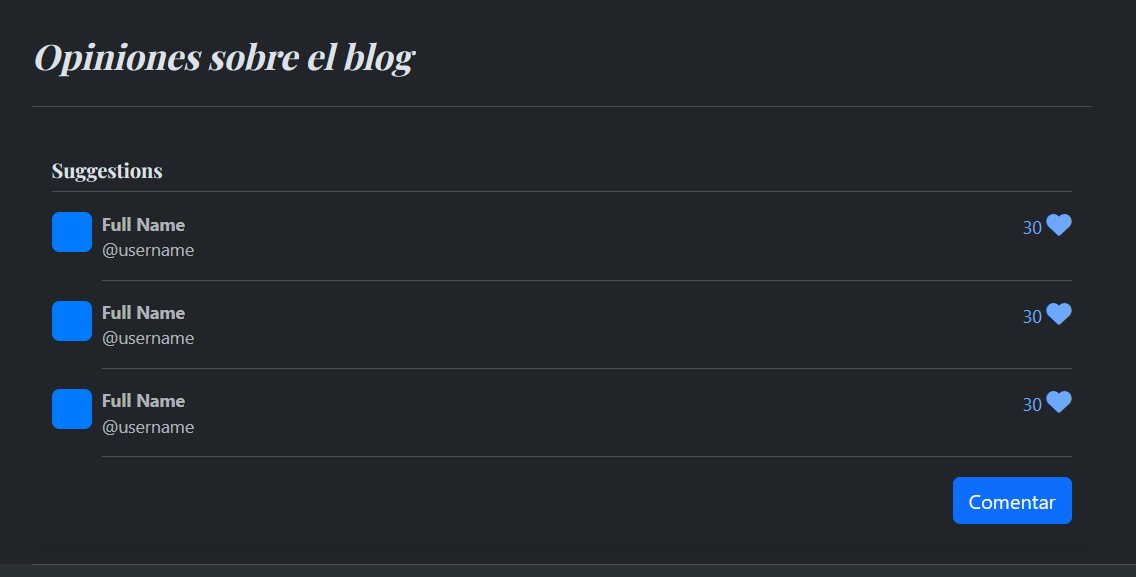 Opiniones sobre el blog
Suggestions
Full Name
30
@username
Full Name
30
@username
Full Name
30
@username
Comentar